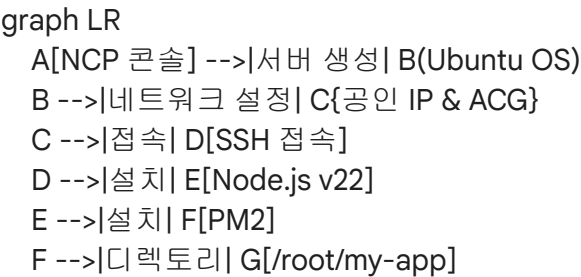 graph LR
A[NCP 콘솔] -->|서버 생성| B(Ubuntu OS)
B -->|네트워크 설정| C{공인 IP & ACG}
C -->|접속| D[SSH 접속]
D -->|설치| E[Node.js v22]
E -->|설치| F[PM2]
F -->|디렉토리| G[/root/my-app]